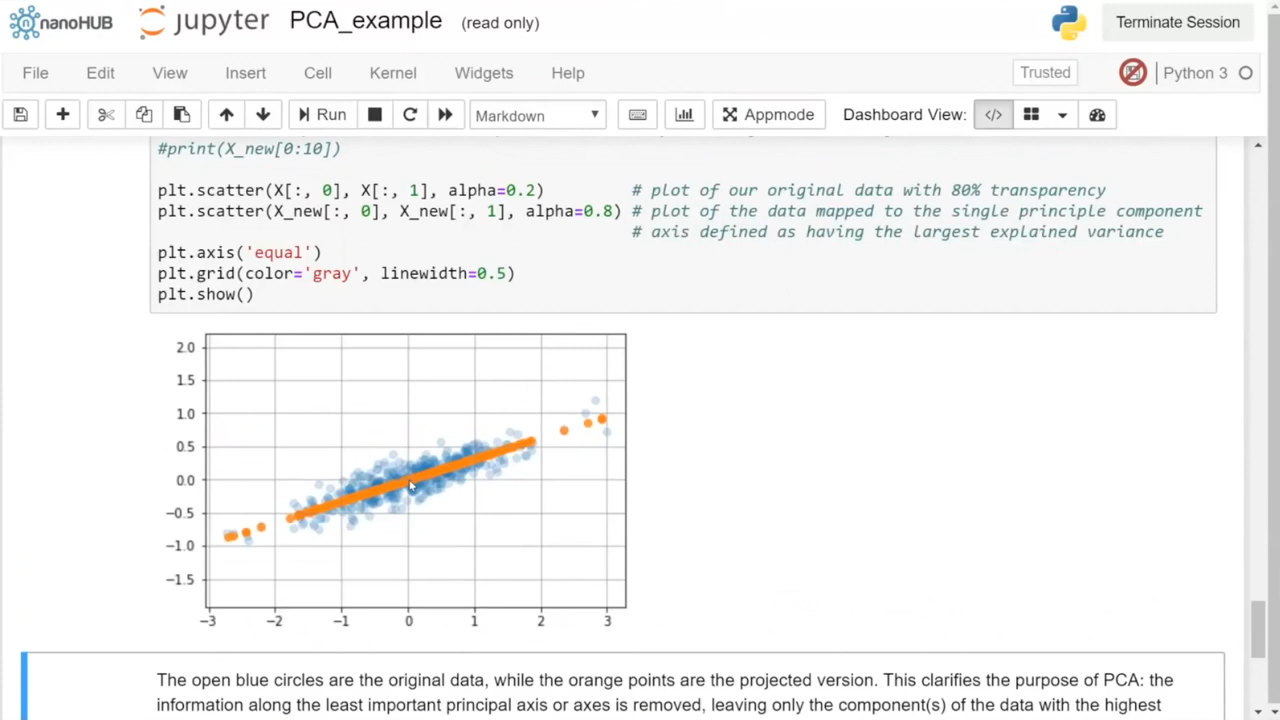 nanoHUB jupyter PCA_example (read only) Terminate Session
File Edit View Insert Cell Kernel Widgets Help Trusted Python 3
Run Markdown Appmode Dashboard View:
#print(X_new[0:10])
plt.scatter(X[:, 0], X[:, 1], alpha=0.2) # plot of our original data with 80% transparency
plt.scatter(X_new[:, 0], X_new[:, 1], alpha=0.8) # plot of the data mapped to the single principle component
# axis defined as having the largest explained variance
plt.axis('equal')
plt.grid(color='gray', linewidth=0.5)
plt.show()
2.0
1.5
1.0
0.5
0.0
−0.5
−1.0
−1.5
−3 −2 −1 0 1 2 3
The open blue circles are the original data, while the orange points are the projected version. This clarifies the purpose of PCA: the
information along the least important principal axis or axes is removed, leaving only the component(s) of the data with the highest